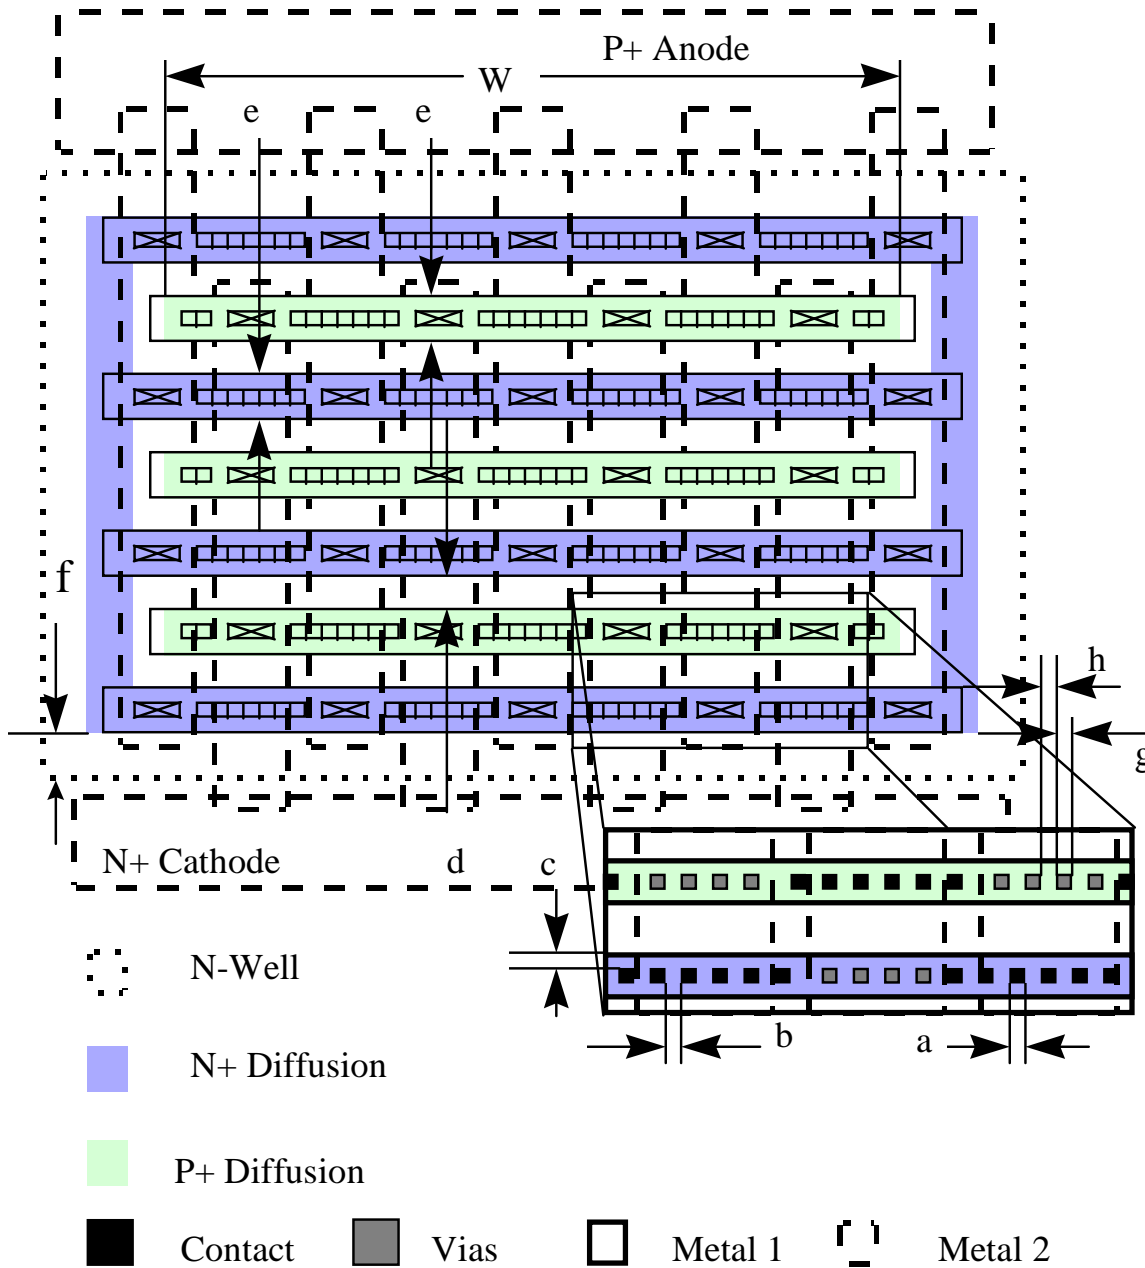 P+ Anode
W
e
e
f
h
g
N+ Cathode
d
c
b
a
N-Well
N+ Diffusion
P+ Diffusion
Contact
Vias
Metal 1
Metal 2